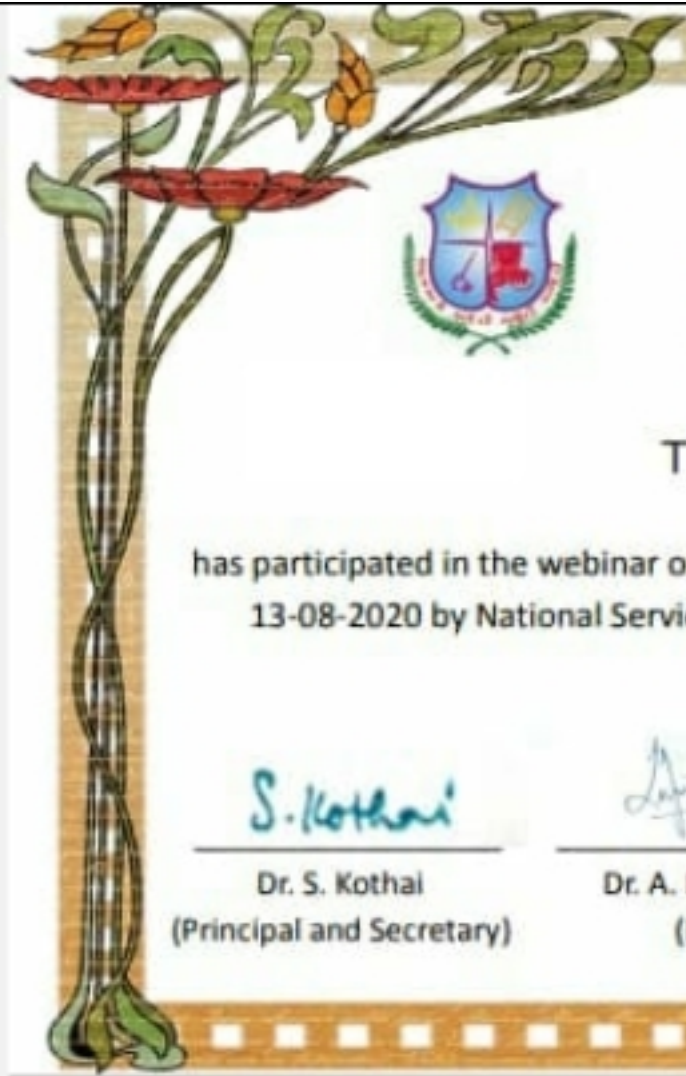 T
has participated in the webinar o
13-08-2020 by National Servi
S. Kothai
Dr. S. Kothai
Dr. A.
(Principal and Secretary)
(